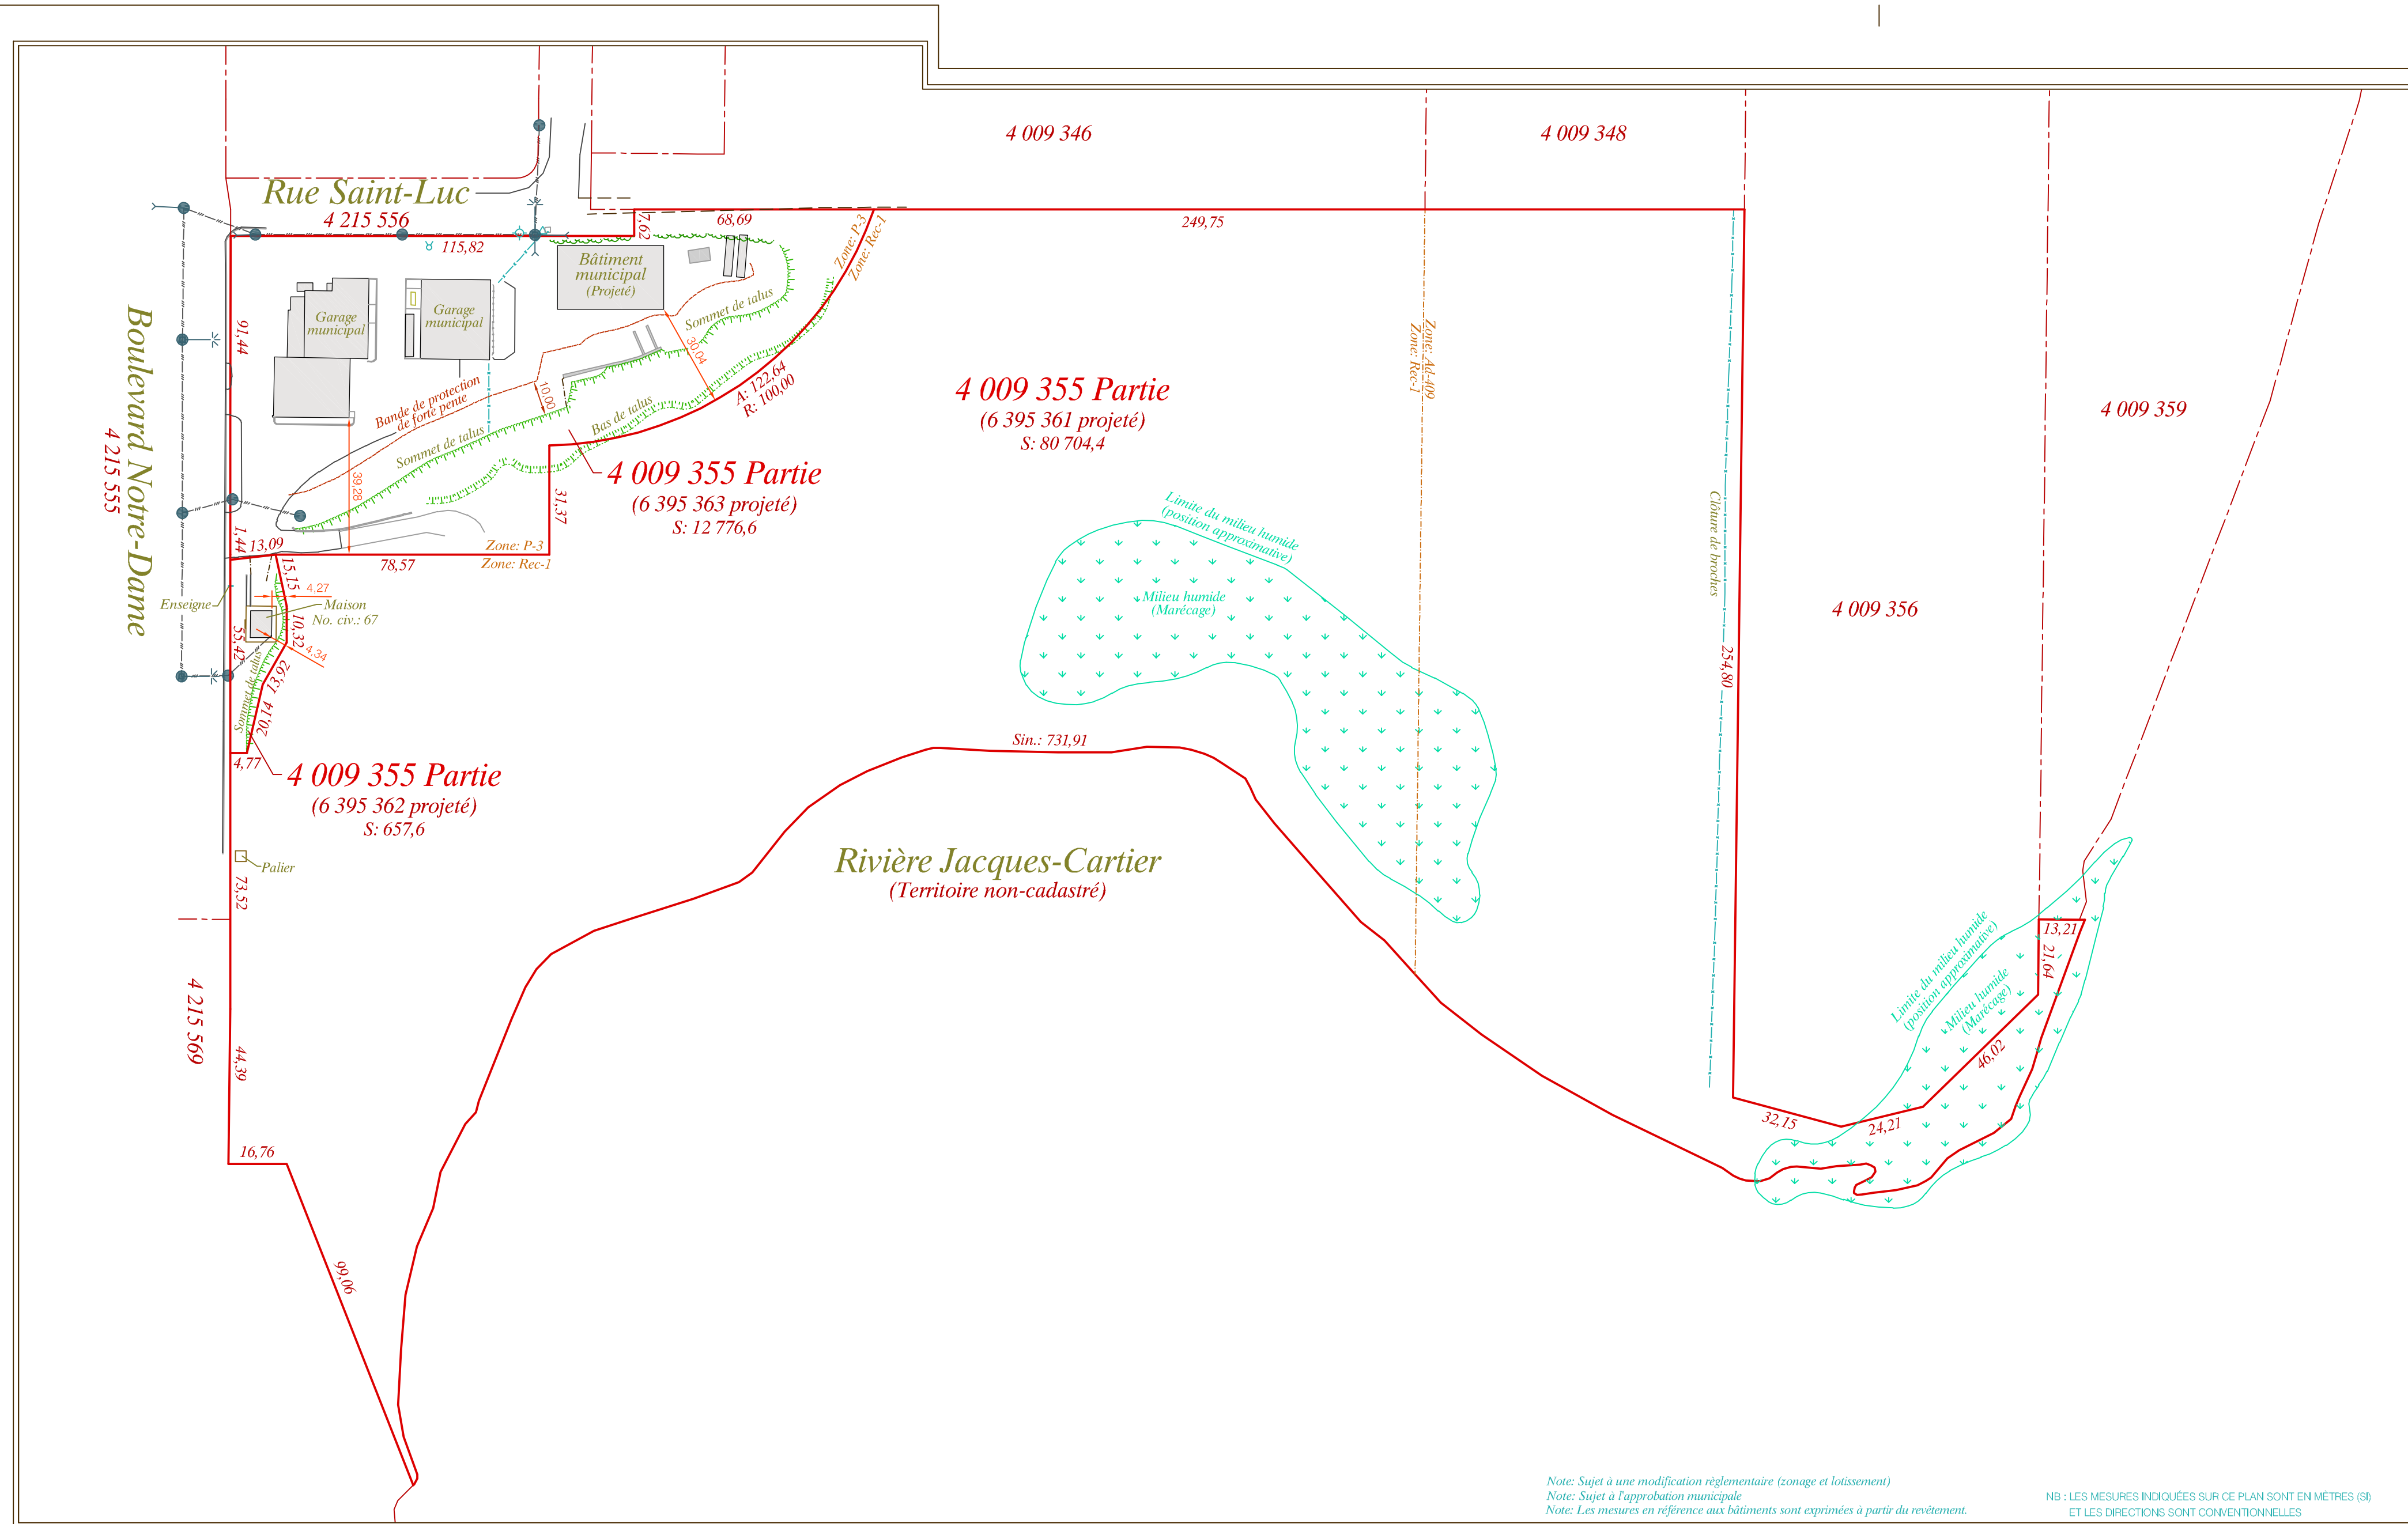 4 009 346
4 009 348
Rue Saint-Luc
4 215 556
115,82
7,62
68,69
Zone: P-3
Zone: Rec-1
249,75
Bâtiment
municipal
(Projeté)
Garage
municipal
Garage
municipal
Sommet de talus
91,44
Boulevard Notre-Dame
4 215 555
30,04
A: 122,64
R: 100,00
Bande de protection
de forte pente
10,00
Bas de talus
Sommet de talus
39,28
4 009 355 Partie
(6 395 361 projeté)
S: 80 704,4
Zone: Ad-409
Zone: Rec-1
4 009 359
4 009 355 Partie
(6 395 363 projeté)
S: 12 776,6
31,37
1,44
13,09
78,57
Zone: P-3
Zone: Rec-1
15,15
4,27
Enseigne
Maison
No. civ.: 67
10,32
55,42
4,34
13,92
Sommet de talus
20,14
4,77
4 009 355 Partie
(6 395 362 projeté)
S: 657,6
Palier
73,52
Limite du milieu humide
(position approximative)
Milieu humide
(Marécage)
Clôture de broches
4 009 356
254,80
Sin.: 731,91
Rivière Jacques-Cartier
(Territoire non-cadastré)
4 215 569
44,39
16,76
99,06
Limite du milieu humide
(position approximative)
Milieu humide
(Marécage)
13,21
21,64
46,02
32,15
24,21
Note: Sujet à une modification règlementaire (zonage et lotissement)
Note: Sujet à l'approbation municipale
Note: Les mesures en référence aux bâtiments sont exprimées à partir du revêtement.
NB : LES MESURES INDIQUÉES SUR CE PLAN SONT EN MÈTRES (SI)
ET LES DIRECTIONS SONT CONVENTIONNELLES